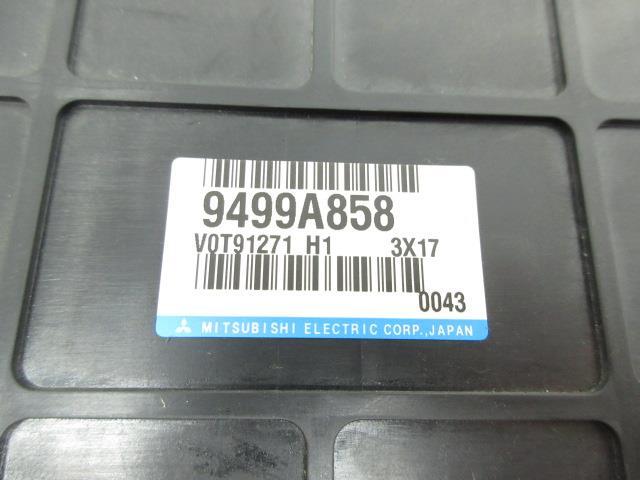 9499A858
V0T91271 H1 3X17
0043
MITSUBISHI ELECTRIC CORP.,JAPAN